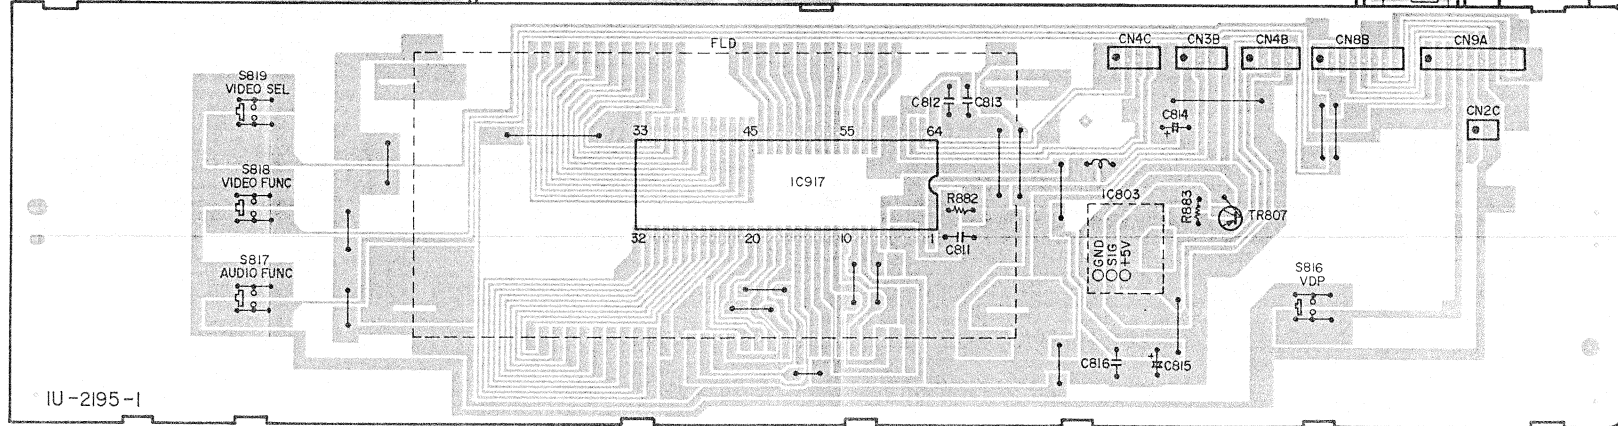 FLD
CN4C
CN3B
CN4B
CN8B
CN9A
S819
VIDEO SEL
C812
C813
C814
CN2C
33
45
55
64
S818
VIDEO FUNC
IC917
R882
IC803
R883
TR807
32
20
10
1
C811
GND
SIG
+5V
S817
AUDIO FUNC
S816
VDP
C816
+
C815
+
1U-2195-1